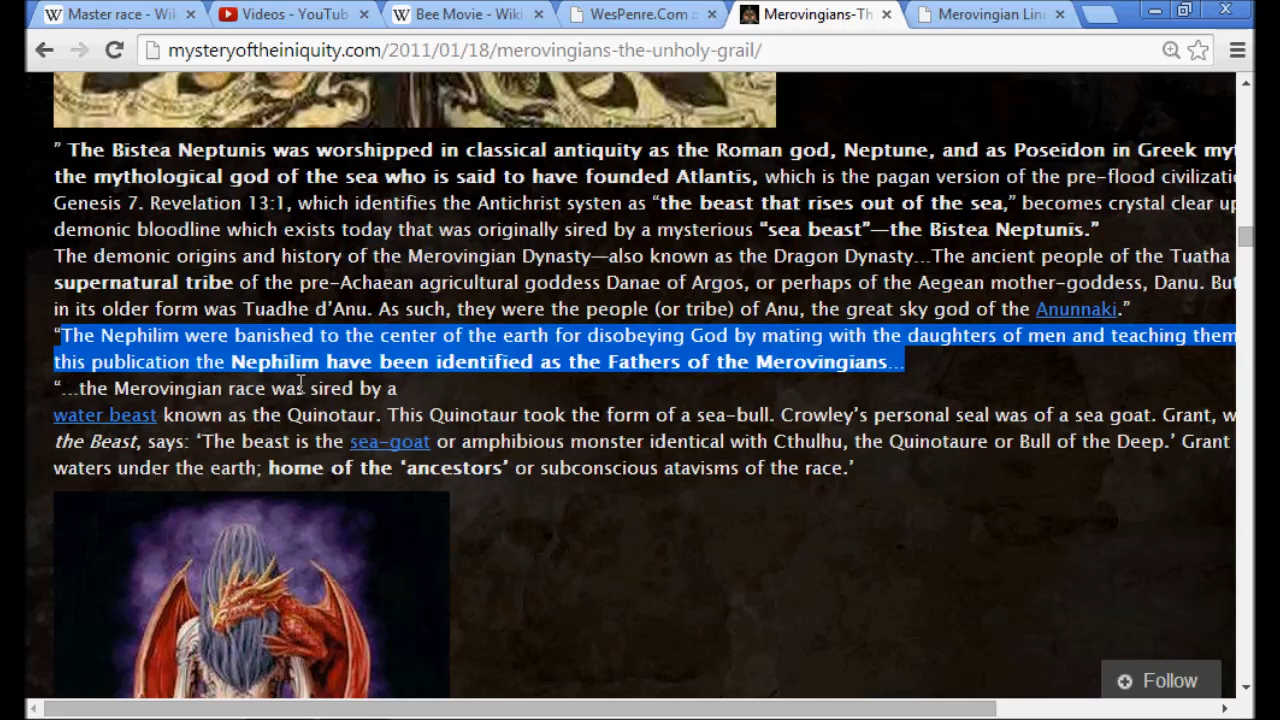 Master race - Wiki
Videos - YouTub
Bee Movie - Wiki
WesPenre.Com ::
Merovingians-Th
Merovingian Lin
mysteryoftheiniquity.com/2011/01/18/merovingians-the-unholy-grail/
” The Bistea Neptunis was worshipped in classical antiquity as the Roman god, Neptune, and as Poseidon in Greek myt
the mythological god of the sea who is said to have founded Atlantis, which is the pagan version of the pre-flood civilizati
Genesis 7. Revelation 13:1, which identifies the Antichrist systen as “the beast that rises out of the sea,” becomes crystal clear up
demonic bloodline which exists today that was originally sired by a mysterious “sea beast”—the Bistea Neptunis.”
The demonic origins and history of the Merovingian Dynasty—also known as the Dragon Dynasty…The ancient people of the Tuatha
supernatural tribe of the pre-Achaean agricultural goddess Danae of Argos, or perhaps of the Aegean mother-goddess, Danu. But
in its older form was Tuadhe d’Anu. As such, they were the people (or tribe) of Anu, the great sky god of the Anunnaki.”
“The Nephilim were banished to the center of the earth for disobeying God by mating with the daughters of men and teaching them
this publication the Nephilim have been identified as the Fathers of the Merovingians…
“…the Merovingian race was sired by a
water beast known as the Quinotaur. This Quinotaur took the form of a sea-bull. Crowley’s personal seal was of a sea goat. Grant, w
the Beast, says: ‘The beast is the sea-goat or amphibious monster identical with Cthulhu, the Quinotaure or Bull of the Deep.’ Grant
waters under the earth; home of the ‘ancestors’ or subconscious atavisms of the race.’
Follow